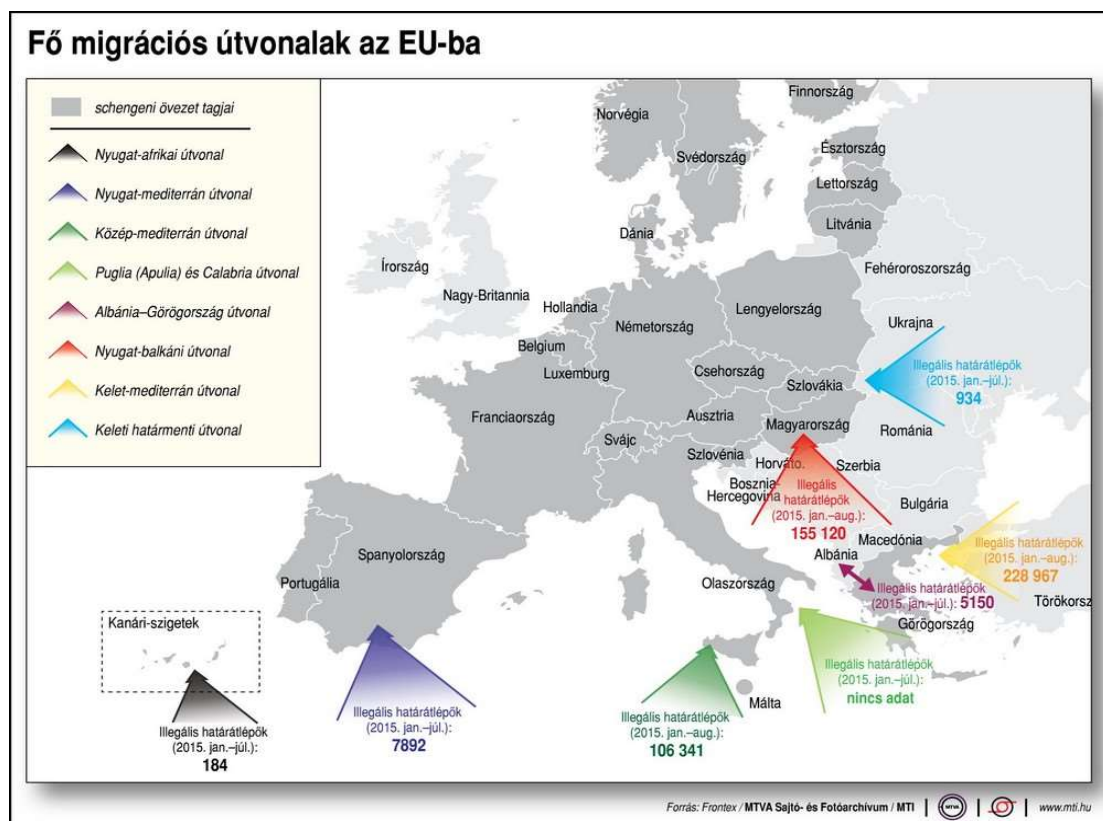 Fő migrációs útvonalak az EU-ba
schengeni övezet tagjai
Nyugat-afrikai útvonal
Nyugat-mediterrán útvonal
Közép-mediterrán útvonal
Puglia (Apulia) és Calabria útvonal
Albánia–Görögország útvonal
Nyugat-balkáni útvonal
Kelet-mediterrán útvonal
Keleti határmenti útvonal
Finnország
Norvégia
Svédország
Észtország
Lettország
Litvánia
Dánia
Írország
Nagy-Britannia
Fehéroroszország
Hollandia
Lengyelország
Németország
Ukrajna
Belgium
Luxemburg
Csehország
Szlovákia
Illegális határátlépők
(2015. jan.–júl.):
934
Franciaország
Ausztria
Magyarország
Románia
Svájc
Szlovénia
Horváto.
Szerbia
Bosznia-
Hercegovina
Illegális
határátlépők
(2015. jan.–aug.):
155 120
Bulgária
Macedónia
Albánia
Illegális határátlépők
(2015. jan.–aug.):
228 967
Spanyolország
Portugália
Olaszország
Illegális határátlépők
(2015. jan.–júl.): 5150
Törökorsz
Görögország
Kanári-szigetek
Illegális határátlépők
(2015. jan.–júl.):
nincs adat
Málta
Illegális határátlépők
(2015. jan.–júl.):
184
Illegális határátlépők
(2015. jan.–júl.):
7892
Illegális határátlépők
(2015. jan.–aug.):
106 341
Forrás: Frontex / MTVA Sajtó- és Fotóarchívum / MTI | MTVA | www.mti.hu